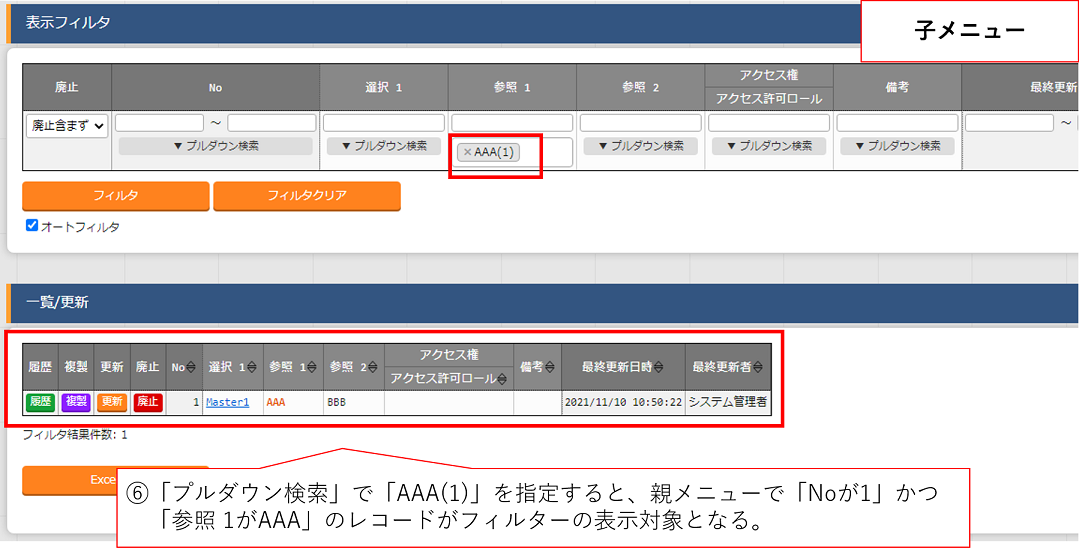 表示フィルタ
子メニュー
廃止 No 選択 1 参照 1 参照 2 アクセス権 備考 最終更新
アクセス許可ロール
廃止含まず ～ ～
▼プルダウン検索 ▼プルダウン検索 ×AAA(1) ▼プルダウン検索 ▼プルダウン検索 ▼プルダウン検索
フィルタ フィルタクリア
オートフィルタ
一覧/更新
履歴 複製 更新 廃止 No 選択 1 参照 1 参照 2 アクセス権 備考 最終更新日時 最終更新者
アクセス許可ロール
履歴 複製 更新 廃止 1 Master1 AAA BBB 2021/11/10 10:50:22 システム管理者
フィルタ結果件数: 1
Exce
⑥「プルダウン検索」で「AAA(1)」を指定すると、親メニューで「Noが1」かつ
「参照 1がAAA」のレコードがフィルターの表示対象となる。